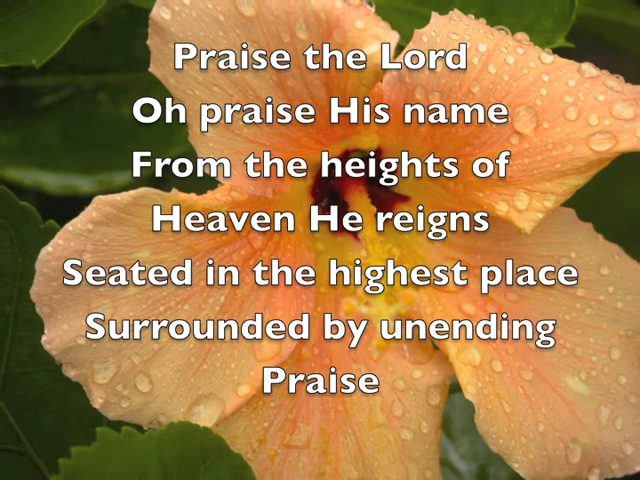 Praise the Lord
Oh praise His name
From the heights of
Heaven He reigns
Seated in the highest place
Surrounded by unending
Praise